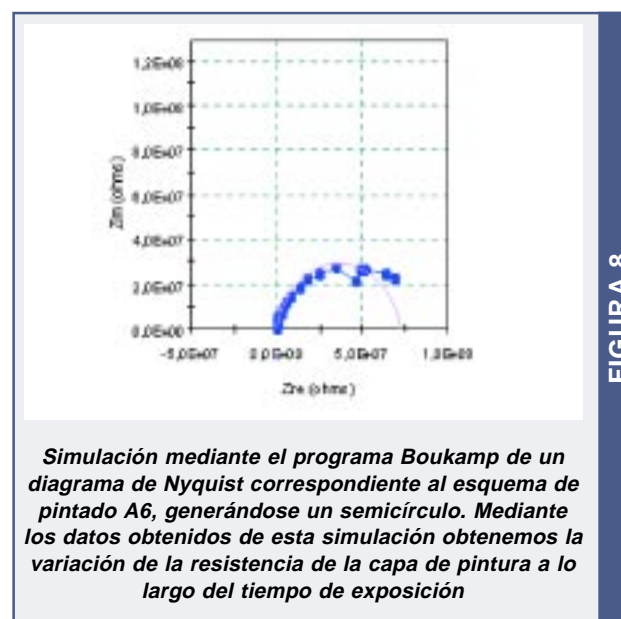 1,2E+08
1,0E+08
8,0E+07
6,0E+07
4,0E+07
2,0E+07
0,0E+00
Zim (ohms)
-5,0E+07 0,0E+00 5,0E+07 1,0E+08
Zre (ohms)
Simulación mediante el programa Boukamp de un
diagrama de Nyquist correspondiente al esquema de
pintado A6, generándose un semicírculo. Mediante
los datos obtenidos de esta simulación obtenemos la
variación de la resistencia de la capa de pintura a lo
largo del tiempo de exposición
FIGURA 8